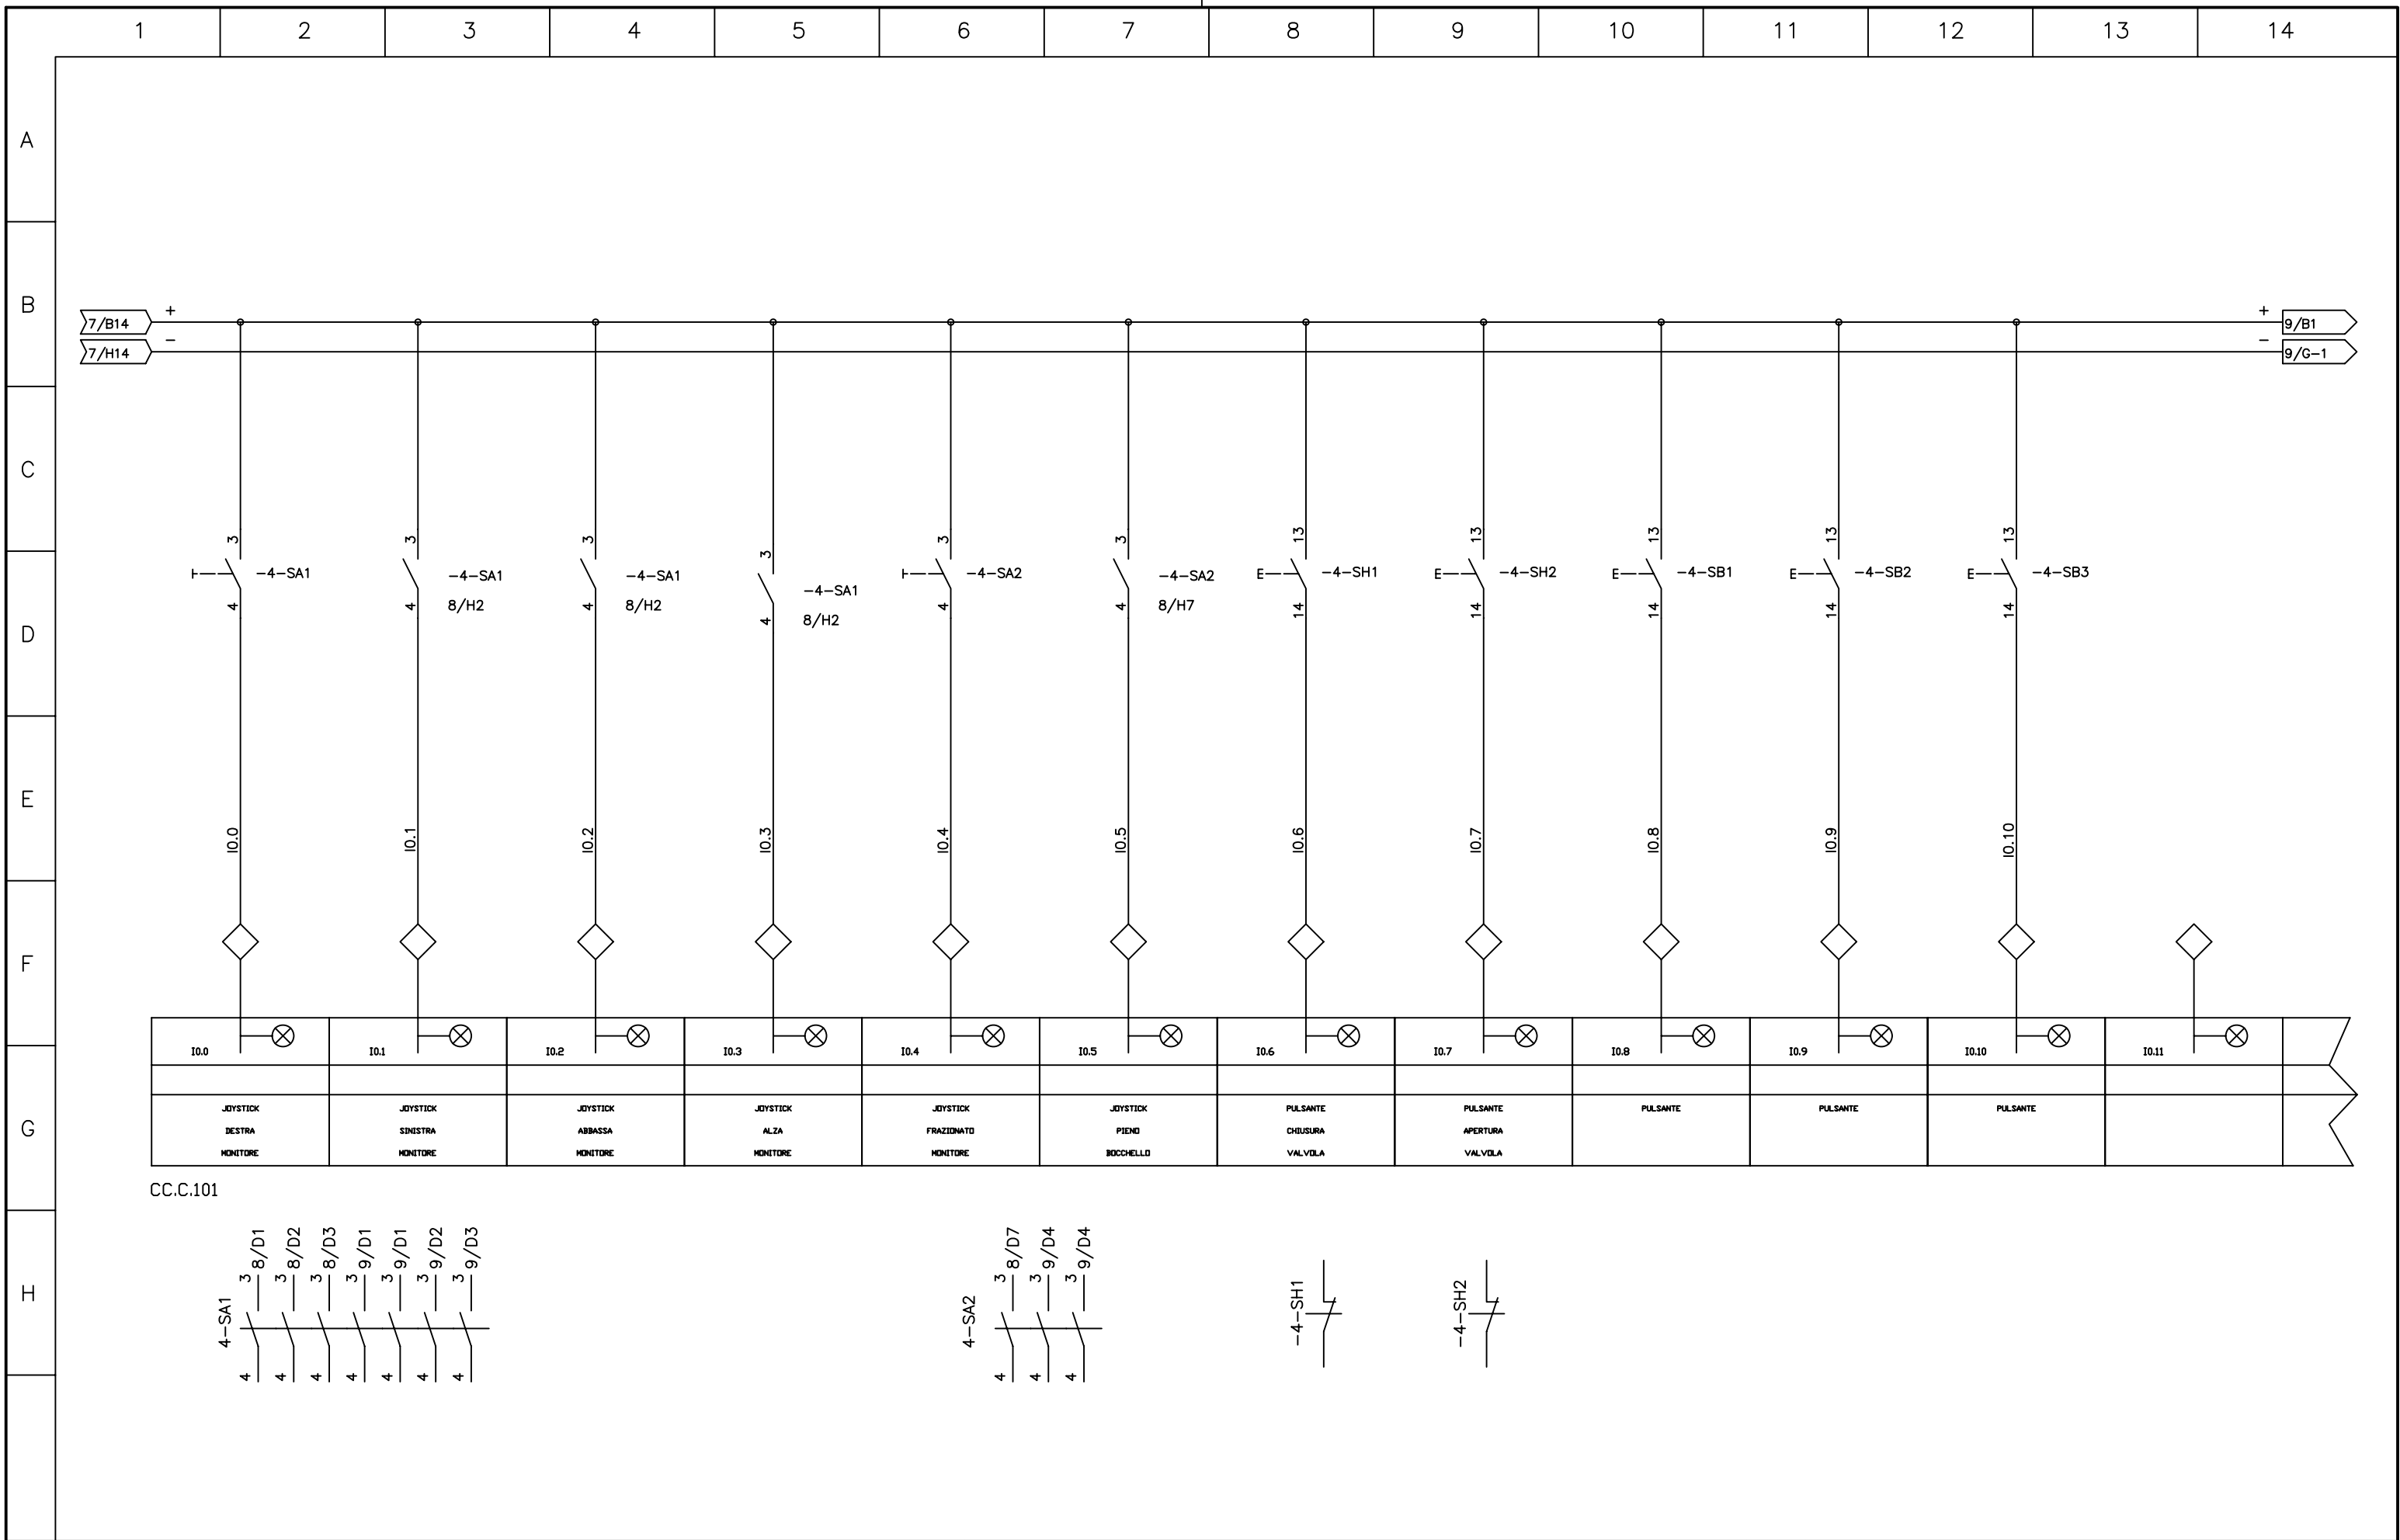 1 2 3 4 5 6 7 8 9 10 11 12 13 14
A
B
7/B14 + + 9/B1
7/H14 - - 9/G-1
C
3 3 3 3 3 3 13 13 13 13 13
-4-SA1 -4-SA1 -4-SA1 -4-SA1 -4-SA2 -4-SA2 -4-SH1 -4-SH2 -4-SB1 -4-SB2 -4-SB3
8/H2 8/H2 8/H2 8/H7
4 4 4 4 4 4 14 14 14 14 14
D
E
I0.0 I0.1 I0.2 I0.3 I0.4 I0.5 I0.6 I0.7 I0.8 I0.9 I0.10
F
I0.0 I0.1 I0.2 I0.3 I0.4 I0.5 I0.6 I0.7 I0.8 I0.9 I0.10 I0.11
G
JOYSTICK
DESTRA
MONITORE
JOYSTICK
SINISTRA
MONITORE
JOYSTICK
ABBASSA
MONITORE
JOYSTICK
ALZA
MONITORE
JOYSTICK
FRAZIONATO
MONITORE
JOYSTICK
PIENO
BOCCHELLO
PULSANTE
CHIUSURA
VALVOLA
PULSANTE
APERTURA
VALVOLA
PULSANTE
PULSANTE
PULSANTE
CC.C.101
H
4-SA1
3 8/D1 4
3 8/D2 4
3 8/D3 4
3 9/D1 4
3 9/D1 4
3 9/D2 4
3 9/D3 4
4-SA2
3 8/D7 4
3 9/D4 4
3 9/D4 4
-4-SH1
-4-SH2